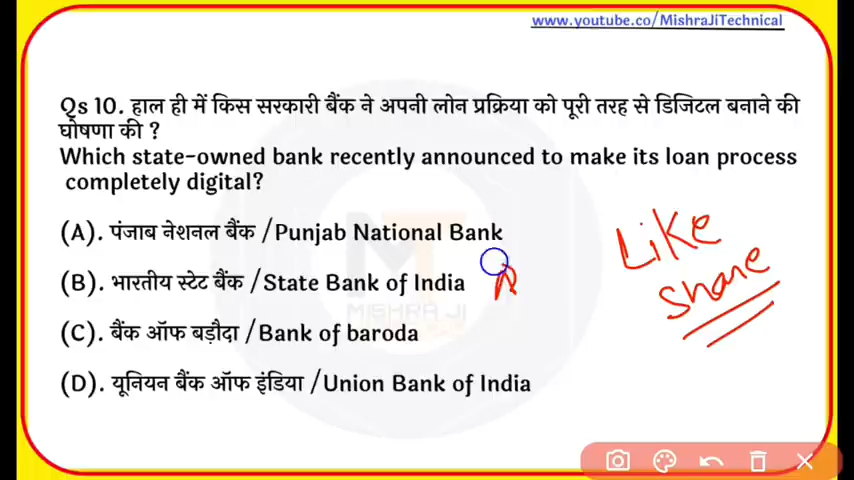 www.youtube.co/MishraJiTechnical
Qs 10. हाल ही में किस सरकारी बैंक ने अपनी लोन प्रक्रिया को पूरी तरह से डिजिटल बनाने की
घोषणा की ?
Which state-owned bank recently announced to make its loan process
completely digital?
(A). पंजाब नेशनल बैंक /Punjab National Bank
(B). भारतीय स्टेट बैंक /State Bank of India
(C). बैंक ऑफ बड़ौदा /Bank of baroda
(D). यूनियन बैंक ऑफ इंडिया /Union Bank of India
Like
Share
MISHRA JI